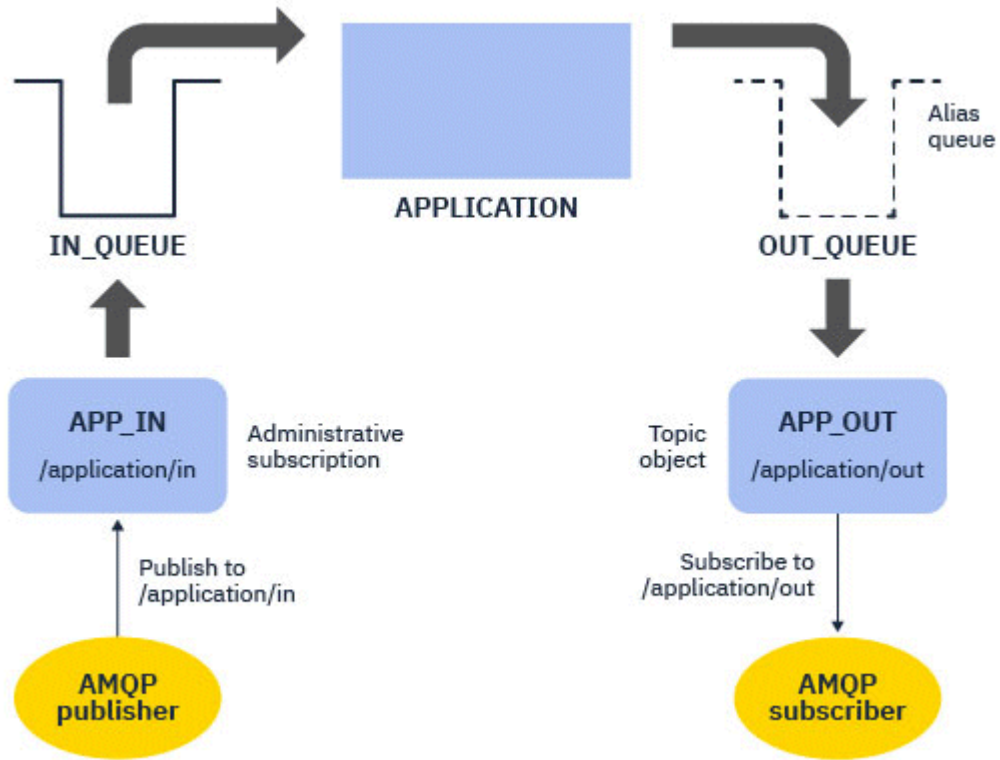 Alias
queue
APPLICATION
IN_QUEUE
OUT_QUEUE
APP_IN
/application/in
Administrative
subscription
Topic
object
APP_OUT
/application/out
Publish to
/application/in
Subscribe to
/application/out
AMQP
publisher
AMQP
subscriber